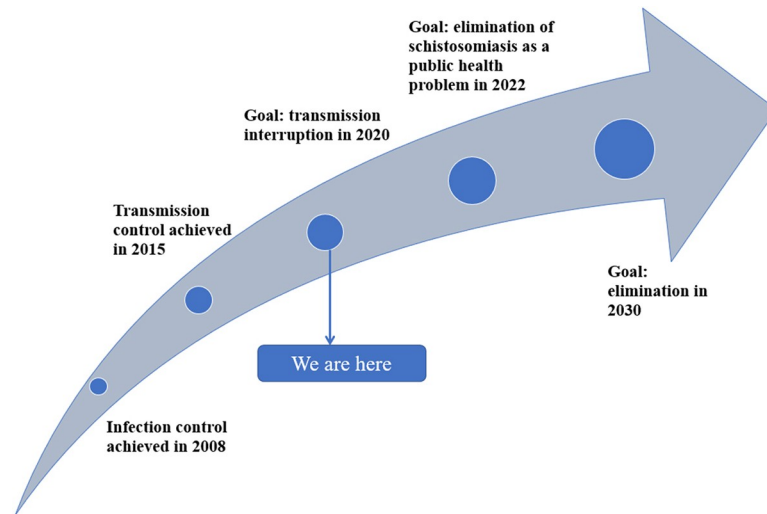 Goal: elimination of
schistosomiasis as a
public health
problem in 2022
Goal: transmission
interruption in 2020
Transmission
control achieved
in 2015
Goal:
elimination in
2030
We are here
Infection control
achieved in 2008